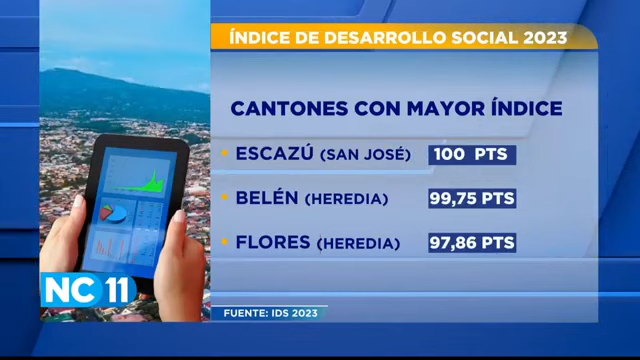 ÍNDICE DE DESARROLLO SOCIAL 2023
CANTONES CON MAYOR ÍNDICE
• ESCAZÚ (SAN JOSÉ) 100 PTS
• BELÉN (HEREDIA) 99,75 PTS
• FLORES (HEREDIA) 97,86 PTS
NC 11
FUENTE: IDS 2023